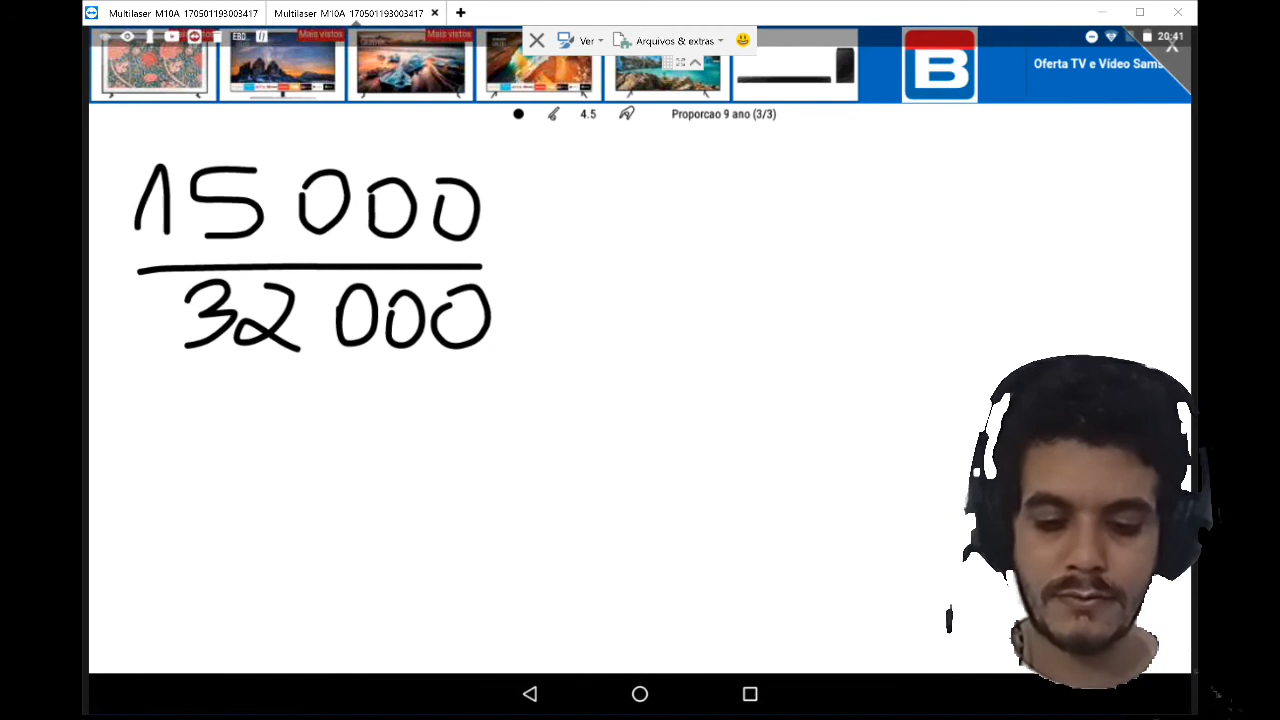 Multilaser M10A 170501193003417
Multilaser M10A 170501193003417
Ver
Arquivos & extras
Mais vistos
Mais vistos
20:41
B
Oferta TV e Vídeo Sams
4.5
Proporcao 9 ano (3/3)
15 000
32 000